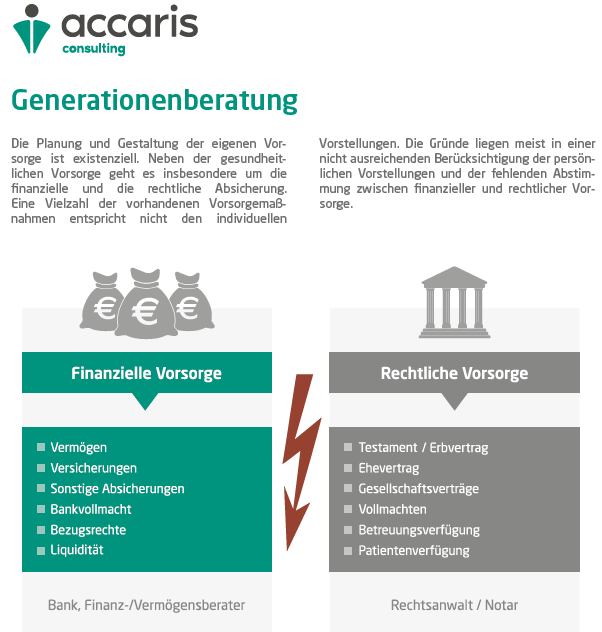 accaris
consulting
Generationenberatung
Die Planung und Gestaltung der eigenen Vor-
sorge ist existenziell. Neben der gesundheit-
lichen Vorsorge geht es insbesondere um die
finanzielle und die rechtliche Absicherung.
Eine Vielzahl der vorhandenen Vorsorgemaß-
nahmen entspricht nicht den individuellen
Vorstellungen. Die Gründe liegen meist in einer
nicht ausreichenden Berücksichtigung der persön-
lichen Vorstellungen und der fehlenden Abstim-
mung zwischen finanzieller und rechtlicher Vor-
sorge.
€ € €
Finanzielle Vorsorge
Vermögen
Versicherungen
Sonstige Absicherungen
Bankvollmacht
Bezugsrechte
Liquidität
Bank, Finanz-/Vermögensberater
Rechtliche Vorsorge
Testament / Erbvertrag
Ehevertrag
Gesellschaftsverträge
Vollmachten
Betreuungsverfügung
Patientenverfügung
Rechtsanwalt / Notar